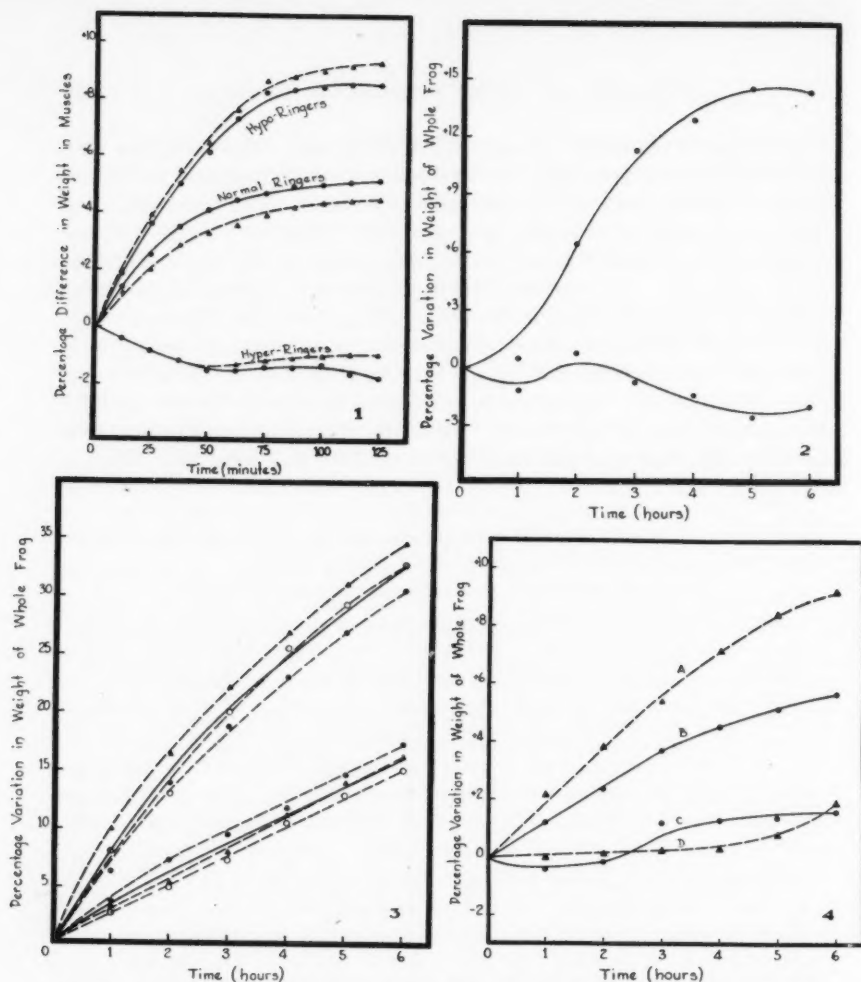 Percentage Difference in Weight in Muscles
+10
+8
+6
+4
+2
0
-2
Hypo-Ringers
Normal Ringers
Hyper-Ringers
1
0 25 50 75 100 125
Time (minutes)
Percentage Variation in Weight of Whole Frog
+15
+12
+9
+6
+3
0
-3
2
0 1 2 3 4 5 6
Time (hours)
Percentage Variation in Weight of Whole Frog
35
30
25
20
15
10
5
0
3
1 2 3 4 5 6
Time (hours)
Percentage Variation in Weight of Whole Frog
+10
+8
+6
+4
+2
0
-2
A
B
C
D
4
0 1 2 3 4 5 6
Time (hours)